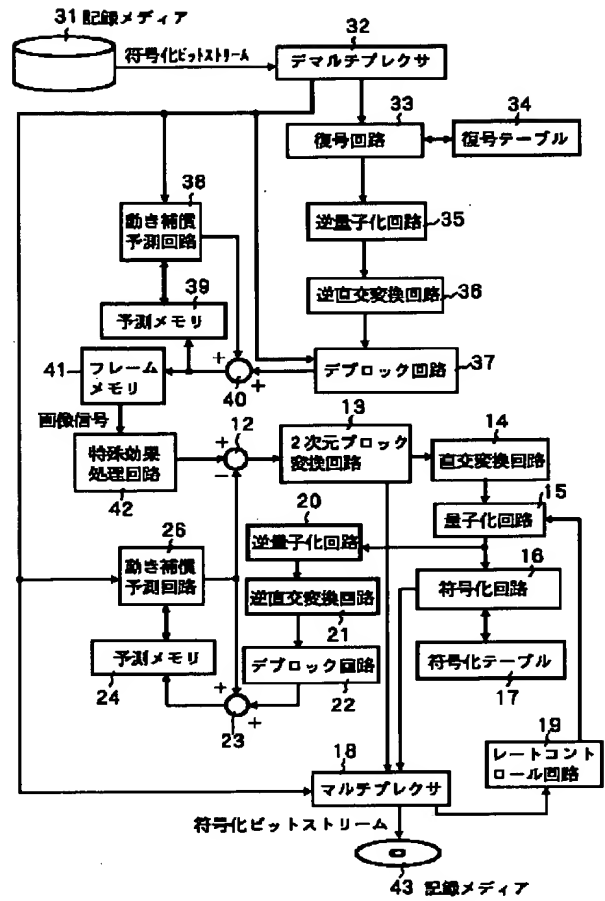 31 記録メディア
符号化ビットストーム
32
デマルチプレクサ
33
復号回路
34
復号テーブル
38
動き補償
予測回路
逆量子化回路
35
39
予測メモリ
逆直交変換回路
36
41
フレーム
メモリ
+
40
+
デブロック回路
37
画像信号
特殊効果
処理回路
42
+
12
−
13
2次元ブロック
変換回路
14
直交変換回路
15
量子化回路
20
逆量子化回路
26
動き補償
予測回路
16
符号化回路
逆直交変換回路
21
予測メモリ
24
デブロック回路
22
符号化テーブル
17
+
23
+
18
マルチプレクサ
19
レートコント
ロール回路
符号化ビットストリーム
43 記録メディア